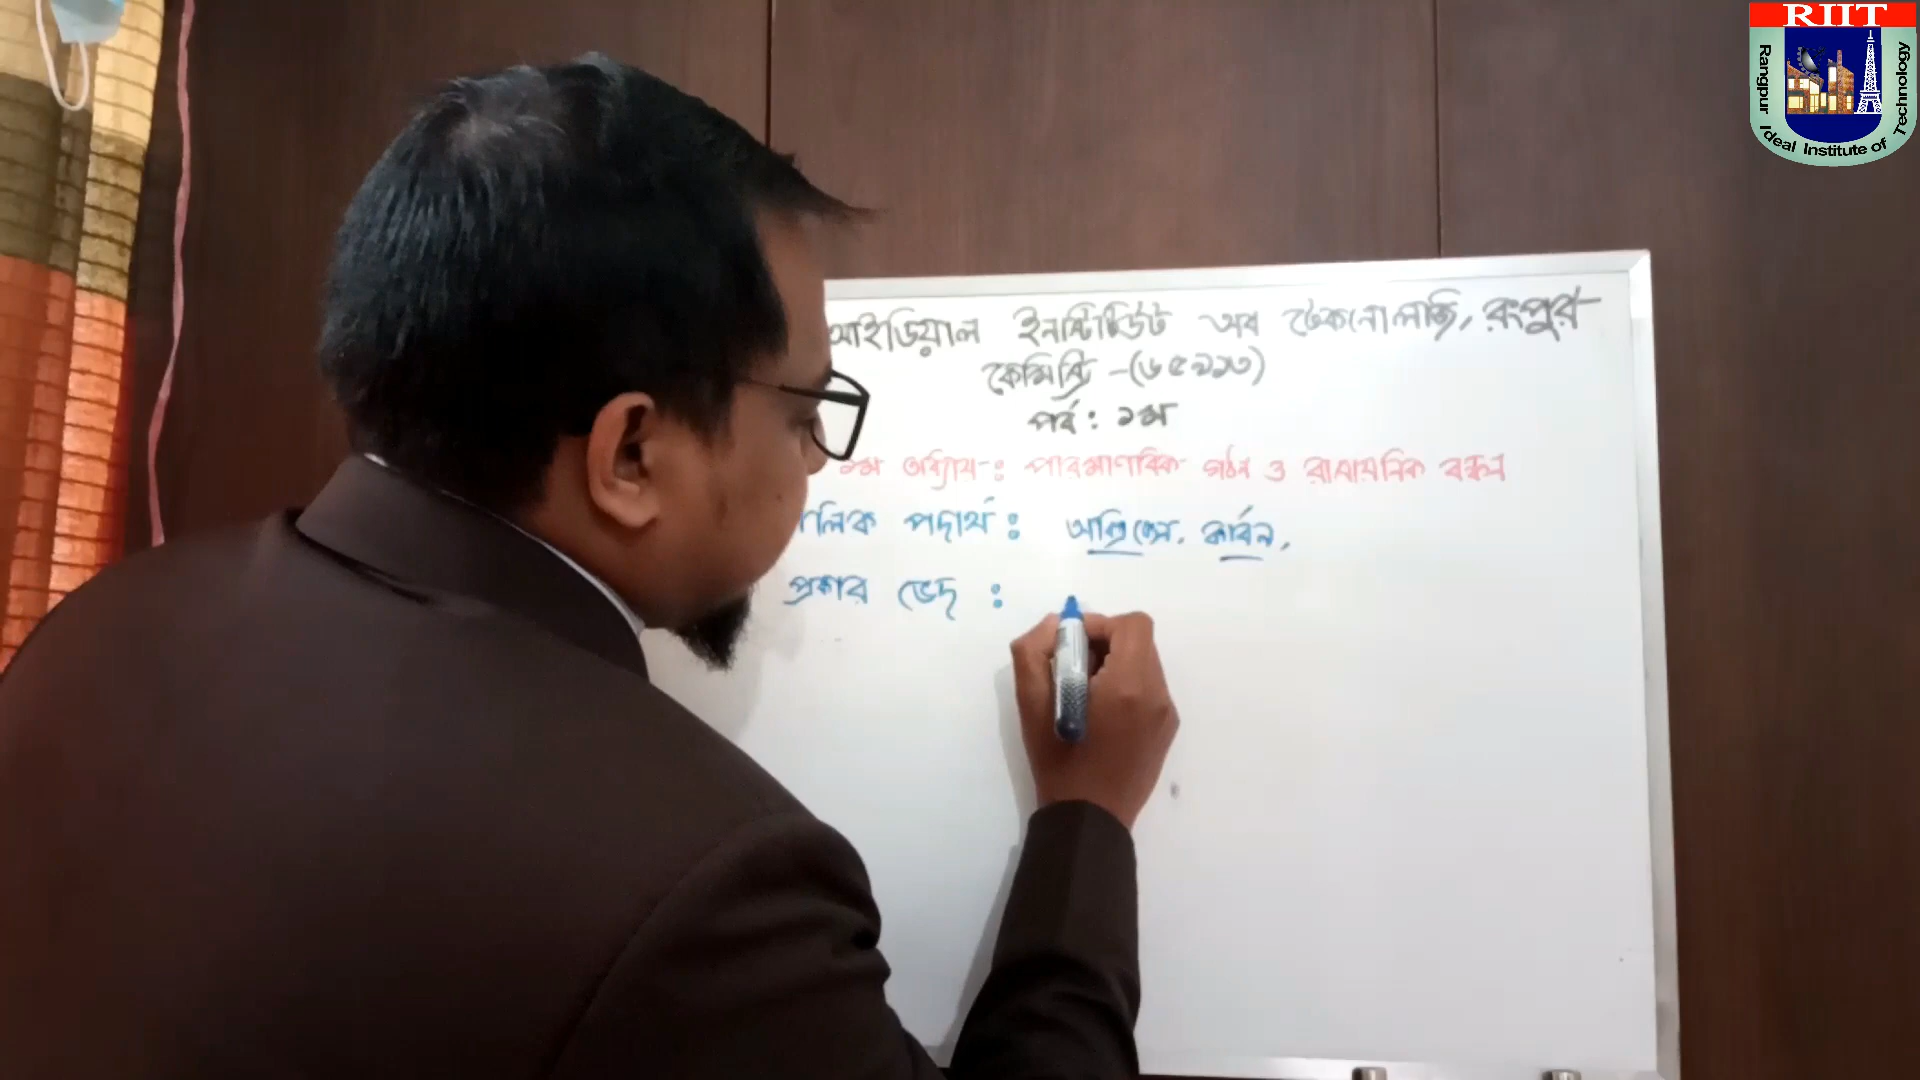 RIIT
Rangpur Ideal Institute of Technology
আইডিয়াল ইনস্টিটিউট অব টেকনোলজি, রংপুর
কেমিস্ট্রি -(৬৫৯১৩)
পর্ব : ১ম
১ম অধ্যায় : পারমাণবিক গঠন ও রাসায়নিক বন্ধন
পদার্থ : অক্সিজেন, কার্বন,
প্রকার ভেদ :